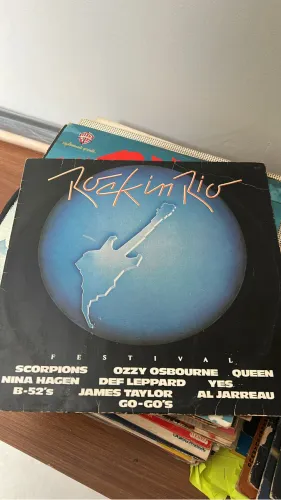 Rock in Rio
FESTIVAL
SCORPIONS OZZY OSBOURNE QUEEN
NINA HAGEN DEF LEPPARD YES
B-52's JAMES TAYLOR AL JARREAU
GO-GO'S